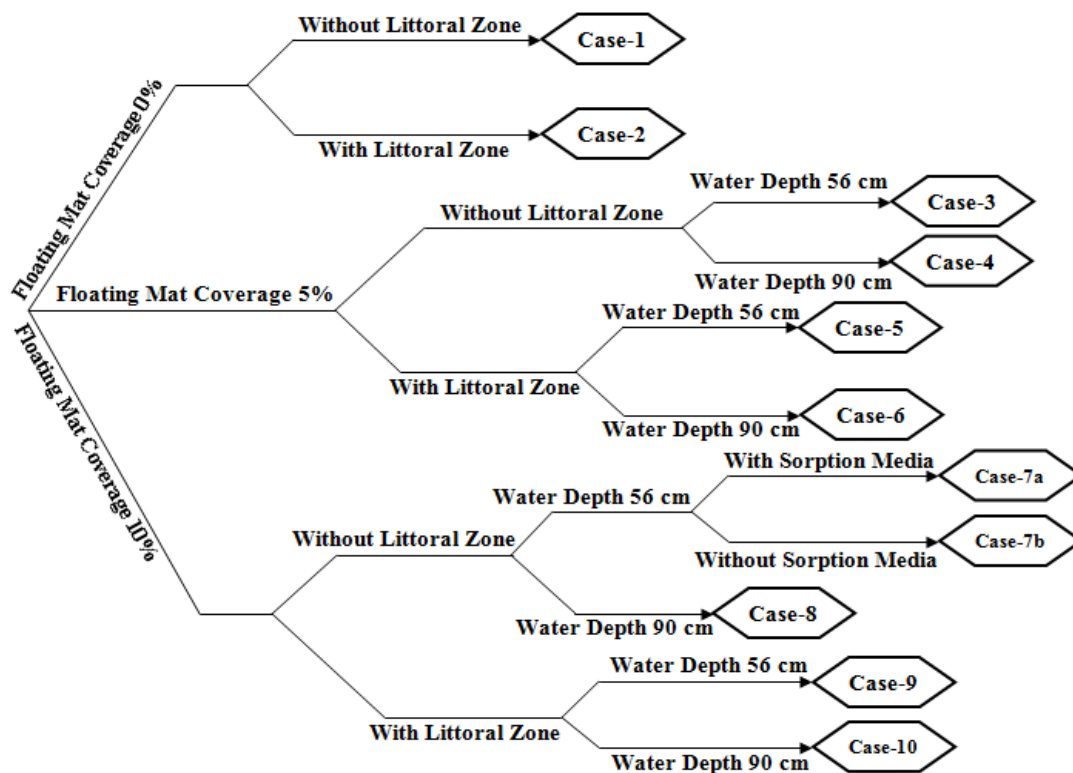 Without Littoral Zone
Case-1
Floating Mat Coverage 0%
With Littoral Zone
Case-2
Water Depth 56 cm
Case-3
Without Littoral Zone
Water Depth 90 cm
Case-4
Floating Mat Coverage 5%
Water Depth 56 cm
Case-5
With Littoral Zone
Water Depth 90 cm
Case-6
Floating Mat Coverage 10%
With Sorption Media
Case-7a
Water Depth 56 cm
Without Sorption Media
Case-7b
Without Littoral Zone
Water Depth 90 cm
Case-8
Water Depth 56 cm
Case-9
With Littoral Zone
Water Depth 90 cm
Case-10